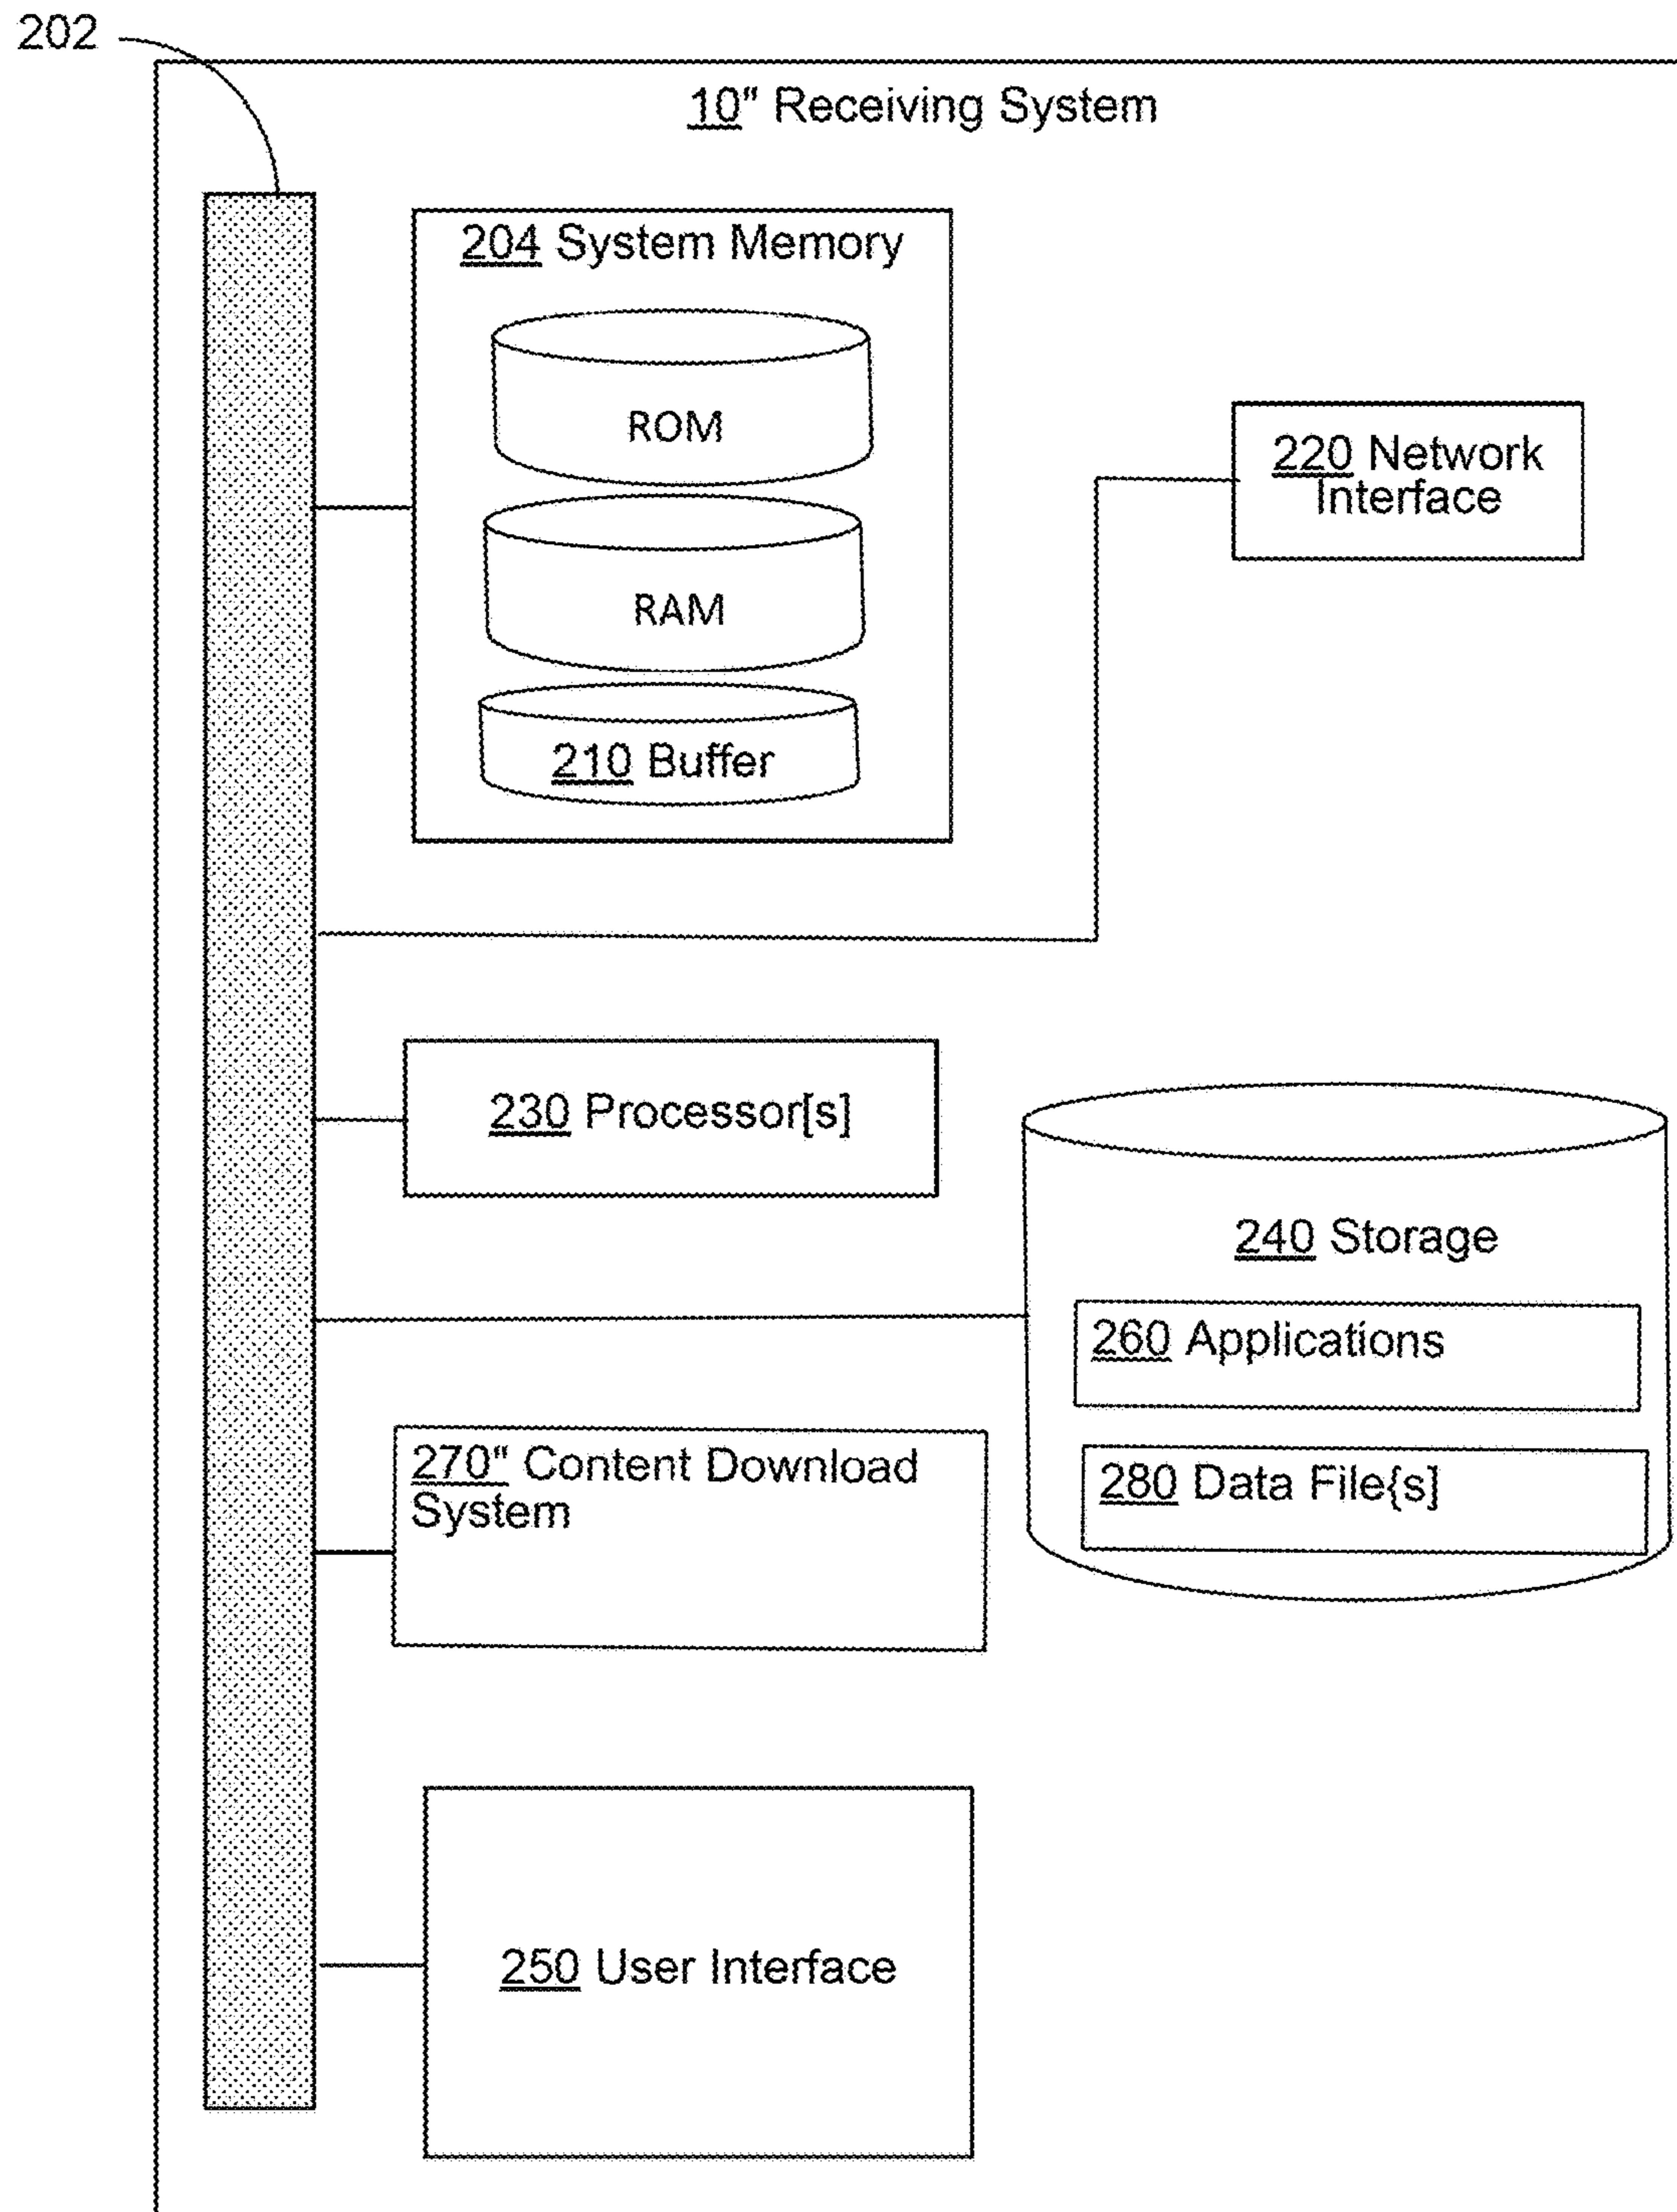 202
10" Receiving System
204 System Memory
ROM
RAM
210 Buffer
220 Network
Interface
230 Processor[s]
240 Storage
260 Applications
280 Data File{s]
270" Content Download
System
250 User Interface